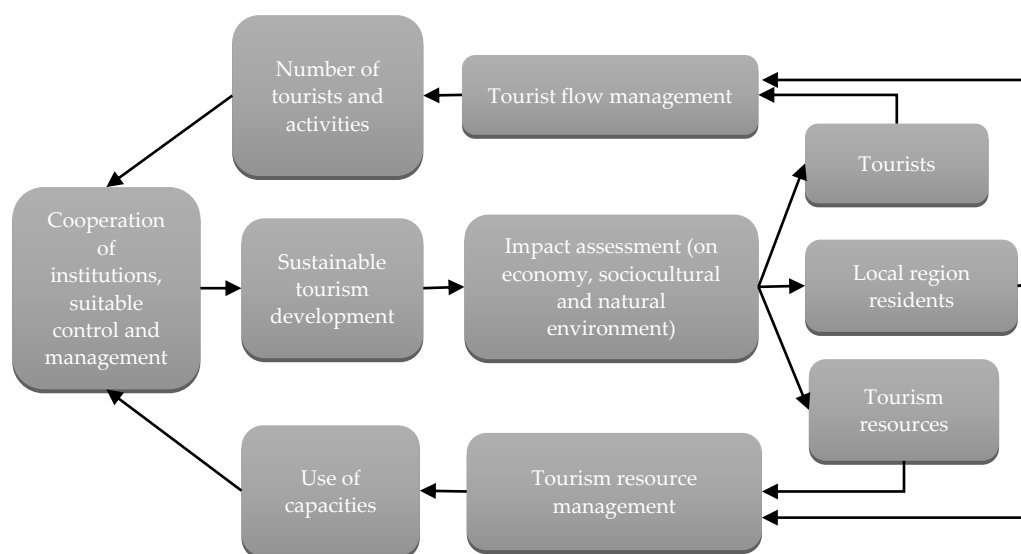 Number of
tourists and
activities
Tourist flow management
Tourists
Cooperation
of
institutions,
suitable
control and
management
Sustainable
tourism
development
Impact assessment (on
economy, sociocultural
and natural
environment)
Local region
residents
Tourism
resources
Use of
capacities
Tourism resource
management